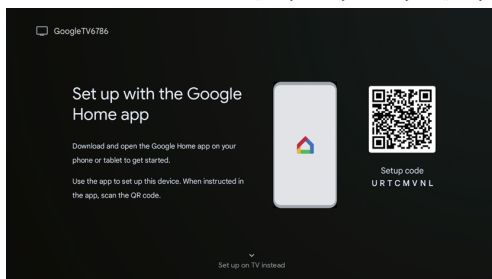 GoogleTV6786
Set up with the Google
Home app
Download and open the Google Home app on your
phone or tablet to get started.
Use the app to set up this device. When instructed in
the app, scan the QR code.
Setup code
URTCMVNL
Set up on TV instead